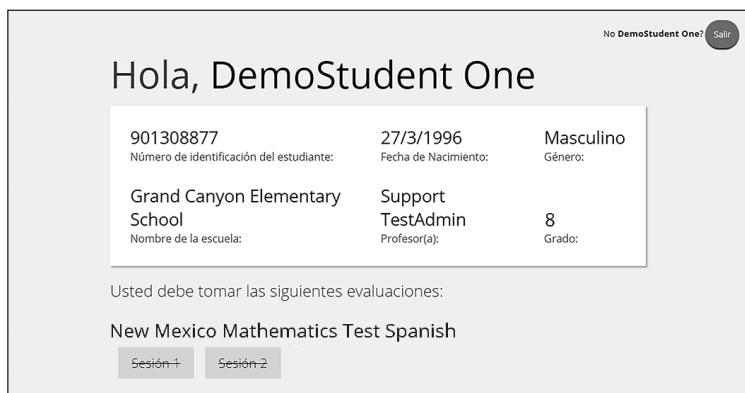 No DemoStudent One? Salir
Hola, DemoStudent One
901308877 27/3/1996 Masculino
Número de identificación del estudiante: Fecha de Nacimiento: Género:
Grand Canyon Elementary Support
School TestAdmin 8
Nombre de la escuela: Profesor(a): Grado:
Usted debe tomar las siguientes evaluaciones:
New Mexico Mathematics Test Spanish
Sesión 1 Sesión 2